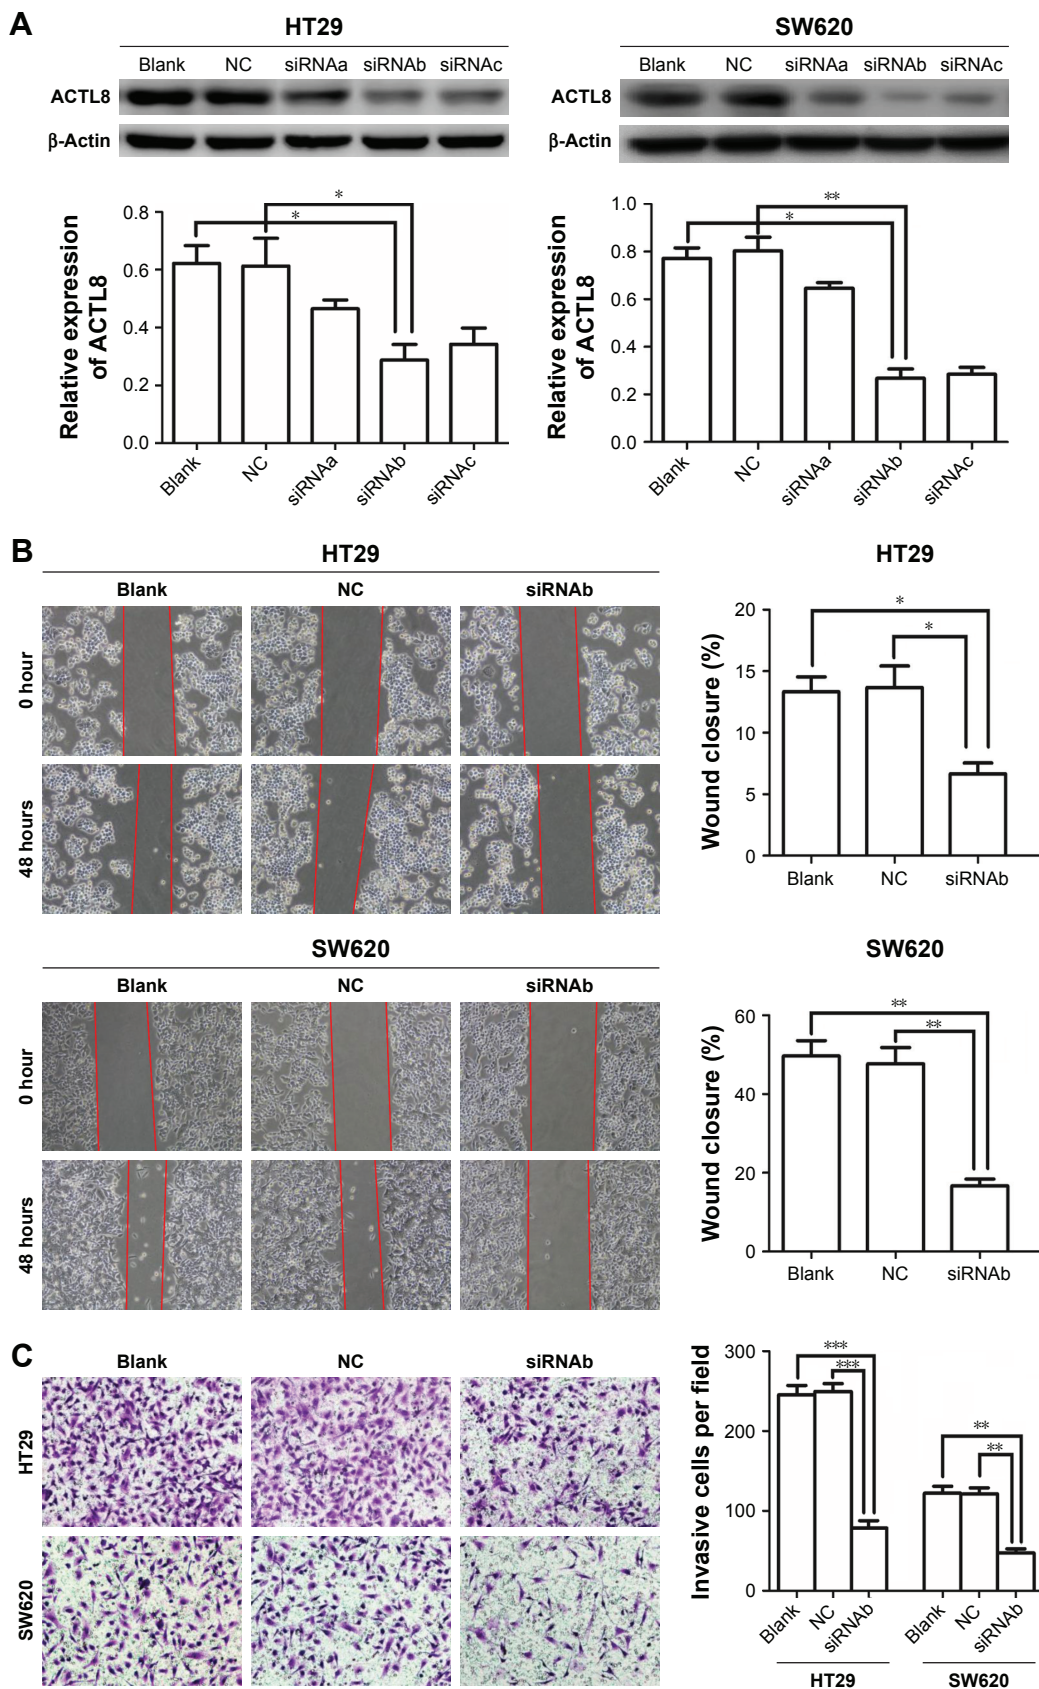 A
HT29
Blank NC siRNAa siRNAb siRNAc
ACTL8
β-Actin
Relative expression
of ACTL8
0.8
0.6
0.4
0.2
0.0
*
*
Blank
NC
siRNAa
siRNAb
siRNAc
SW620
Blank NC siRNAa siRNAb siRNAc
ACTL8
β-Actin
Relative expression
of ACTL8
1.0
0.8
0.6
0.4
0.2
0.0
**
*
Blank
NC
siRNAa
siRNAb
siRNAc
B
HT29
Blank NC siRNAb
0 hour
48 hours
HT29
Wound closure (%)
20
15
10
5
0
*
*
Blank NC siRNAb
SW620
Blank NC siRNAb
0 hour
48 hours
SW620
Wound closure (%)
60
40
20
0
**
**
Blank NC siRNAb
C
Blank NC siRNAb
HT29
SW620
Invasive cells per field
300
200
100
0
***
***
**
**
Blank
NC
siRNAb
Blank
NC
siRNAb
HT29 SW620